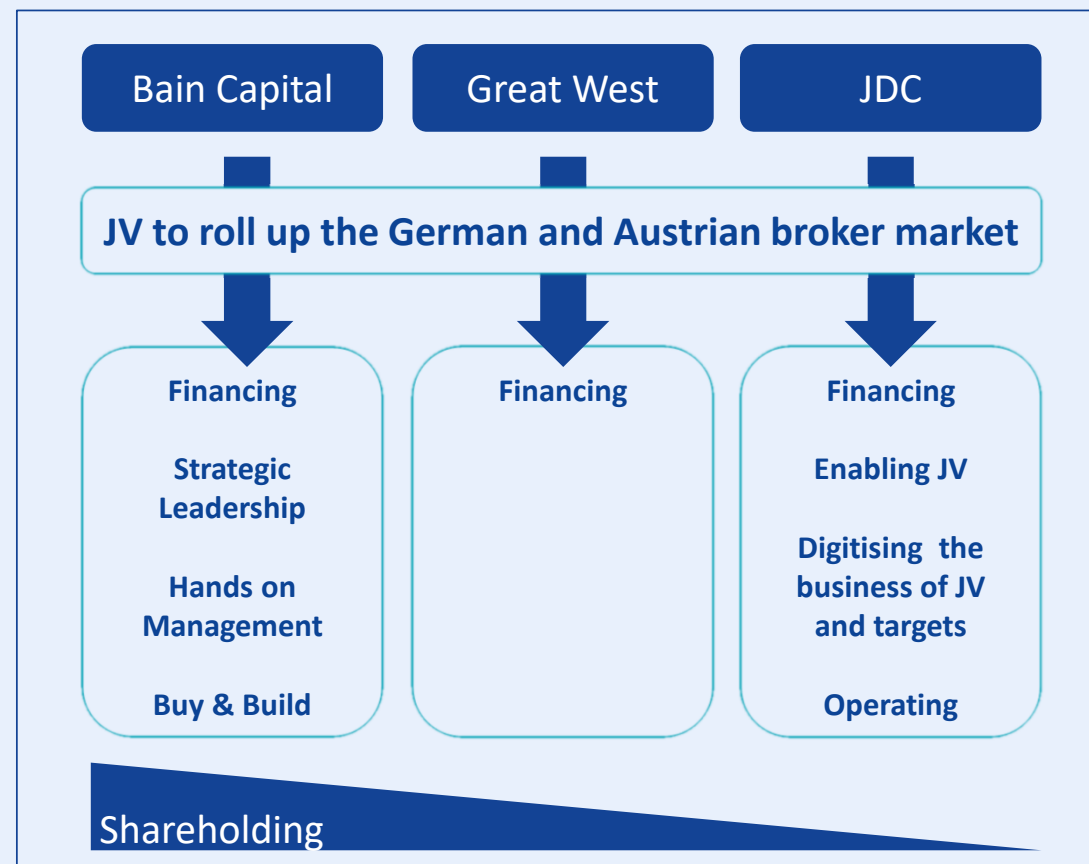 Bain Capital
Great West
JDC
JV to roll up the German and Austrian broker market
Financing
Strategic
Leadership
Hands on
Management
Buy & Build
Financing
Financing
Enabling JV
Digitising the
business of JV
and targets
Operating
Shareholding